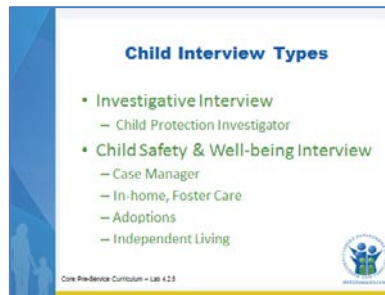 Child Interview Types
• Investigative Interview
– Child Protection Investigator
• Child Safety & Well-being Interview
– Case Manager
– In-home, Foster Care
– Adoptions
– Independent Living
Core Pre-Service Curriculum – Lab 4.2.5